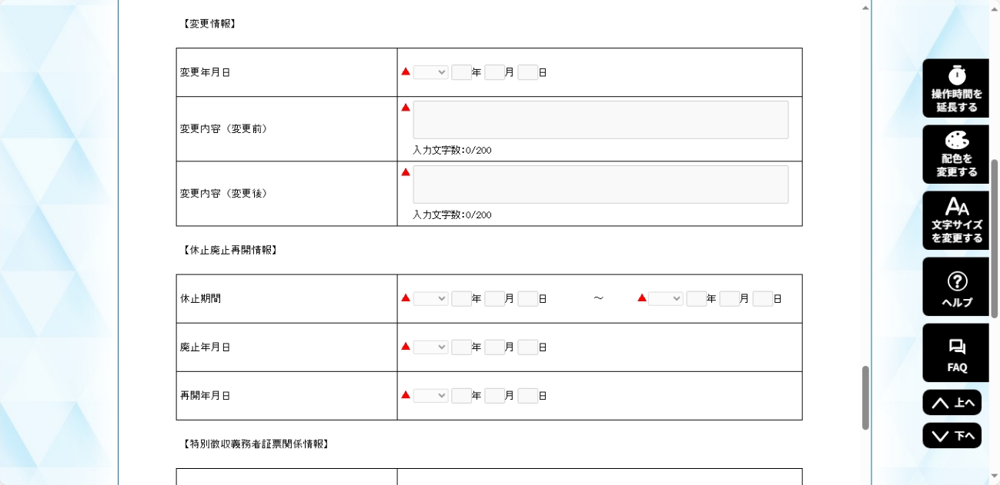 【変更情報】
変更年月日
▲ 年 月 日
変更内容（変更前）
▲
入力文字数:0/200
変更内容（変更後）
▲
入力文字数:0/200
【休止廃止再開情報】
休止期間
▲ 年 月 日 ～ ▲ 年 月 日
廃止年月日
▲ 年 月 日
再開年月日
▲ 年 月 日
【特別徴収義務者証票関係情報】
操作時間を
延長する
配色を
変更する
AA
文字サイズ
を変更する
?
ヘルプ
FAQ
上へ
下へ